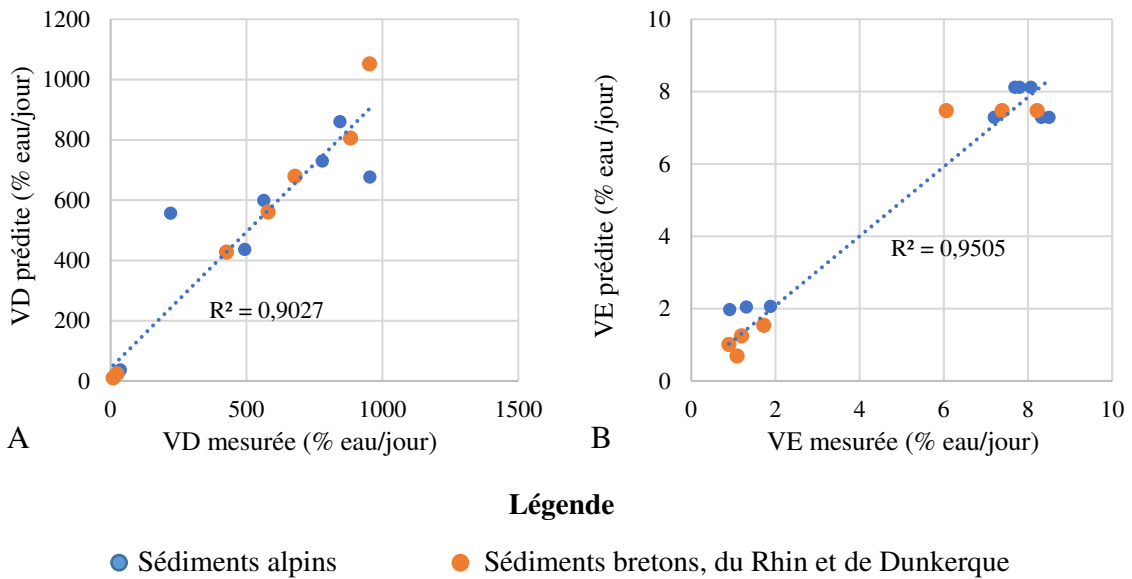 1200
1000
800
600
400
200
0
VD prédite (% eau/jour)
R² = 0,9027
0
500
1000
1500
VD mesurée (% eau/jour)
A
10
8
6
4
2
0
VE prédite (% eau /jour)
R² = 0,9505
0
2
4
6
8
10
VE mesurée (% eau/jour)
B
Légende
Sédiments alpins
Sédiments bretons, du Rhin et de Dunkerque